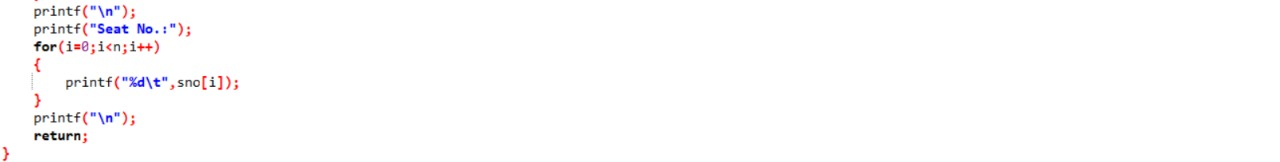 printf("\n");
printf("Seat No.:");
for(i=0;i<n;i++)
{
printf("%d\t",sno[i]);
}
printf("\n");
return;
}